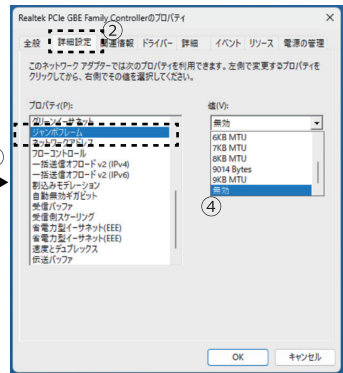 Realtek PCIe GBE Family Controllerのプロパティ
②
全般 詳細設定 関連情報 ドライバー 詳細 イベント リソース 電源の管理
このネットワーク アダプターでは次のプロパティを利用できます。左側で変更するプロパティを
クリックしてから、右側でその値を選択してください。
プロパティ(P):
グリーンイーサネット
ジャンボフレーム
ネットワークアドレス
フローコントロール
一括送信オフロード v2 (IPv4)
一括送信オフロード v2 (IPv6)
割込みモデレーション
自動無効ギガビット
受信バッファ
受信側スケーリング
省電力型イーサネット(EEE)
省電力型イーサネット(EEE)
速度とデュプレックス
伝送バッファ
値(V):
無効
6KB MTU
7KB MTU
8KB MTU
9014 Bytes
9KB MTU
無効
④
OK キャンセル